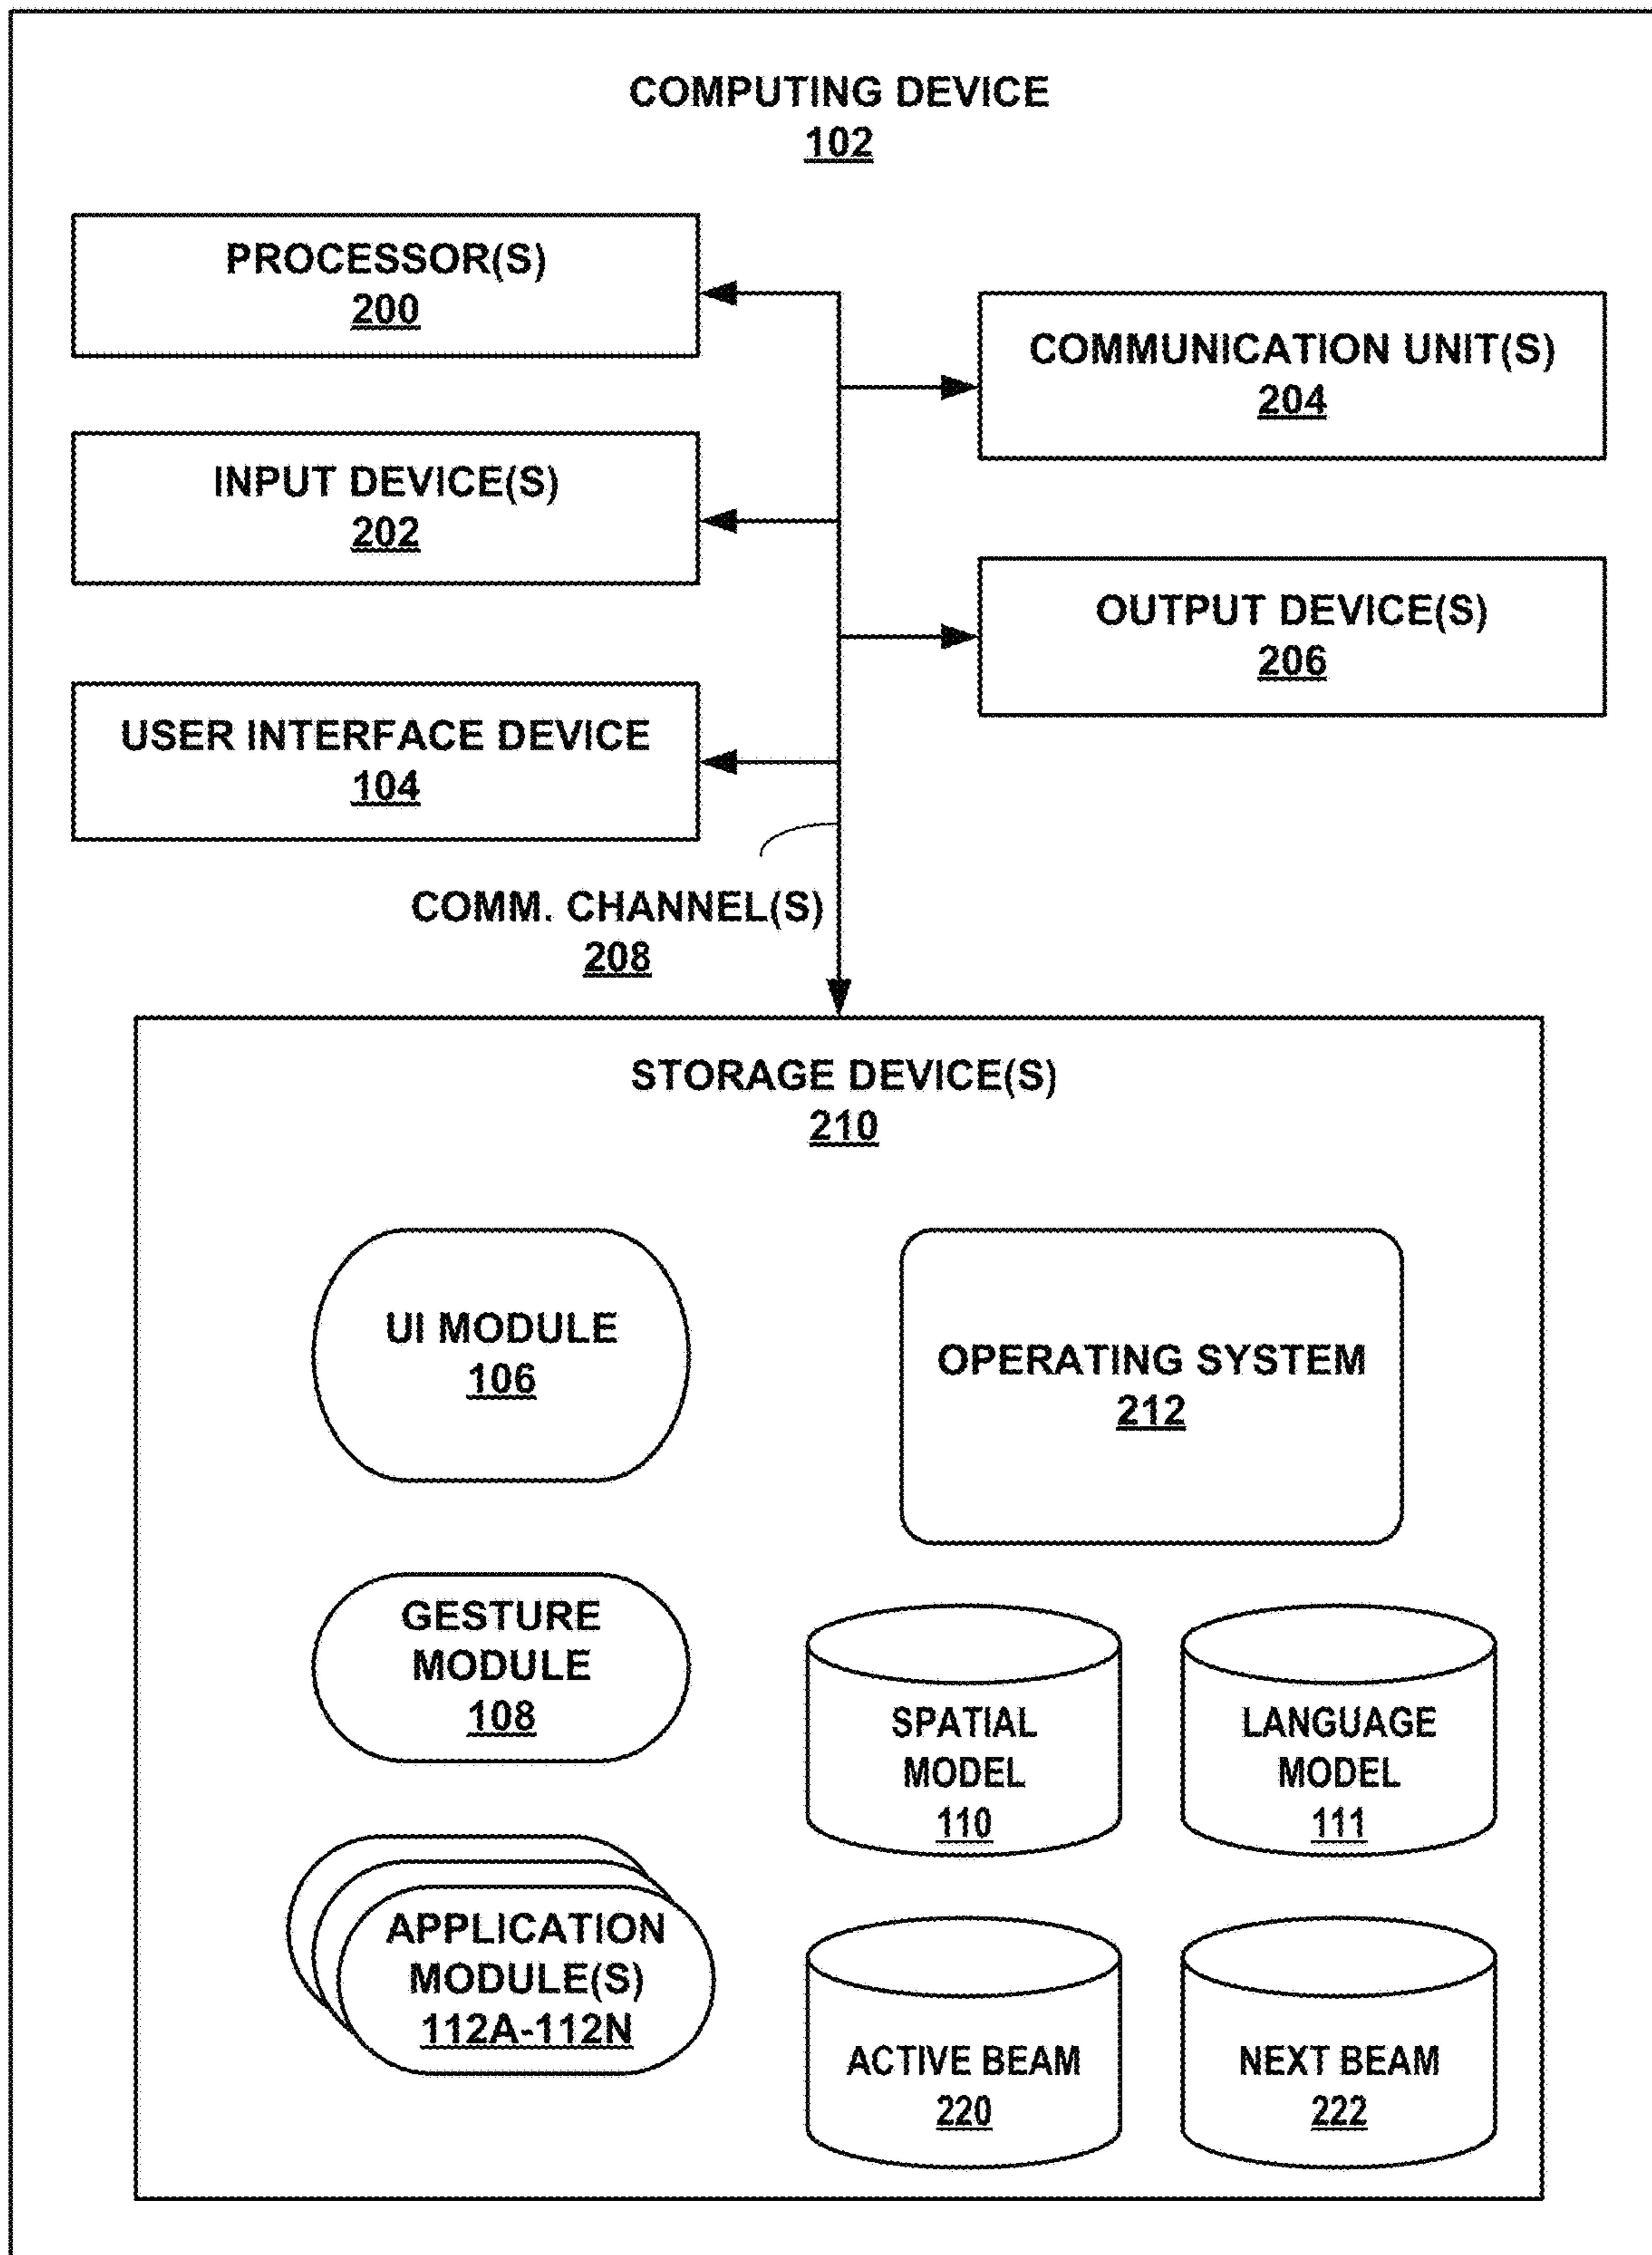 COMPUTING DEVICE
102
PROCESSOR(S)
200
COMMUNICATION UNIT(S)
204
INPUT DEVICE(S)
202
OUTPUT DEVICE(S)
206
USER INTERFACE DEVICE
104
COMM. CHANNEL(S)
208
STORAGE DEVICE(S)
210
UI MODULE
106
OPERATING SYSTEM
212
GESTURE
MODULE
108
SPATIAL
MODEL
110
LANGUAGE
MODEL
111
APPLICATION
MODULE(S)
112A-112N
ACTIVE BEAM
220
NEXT BEAM
222